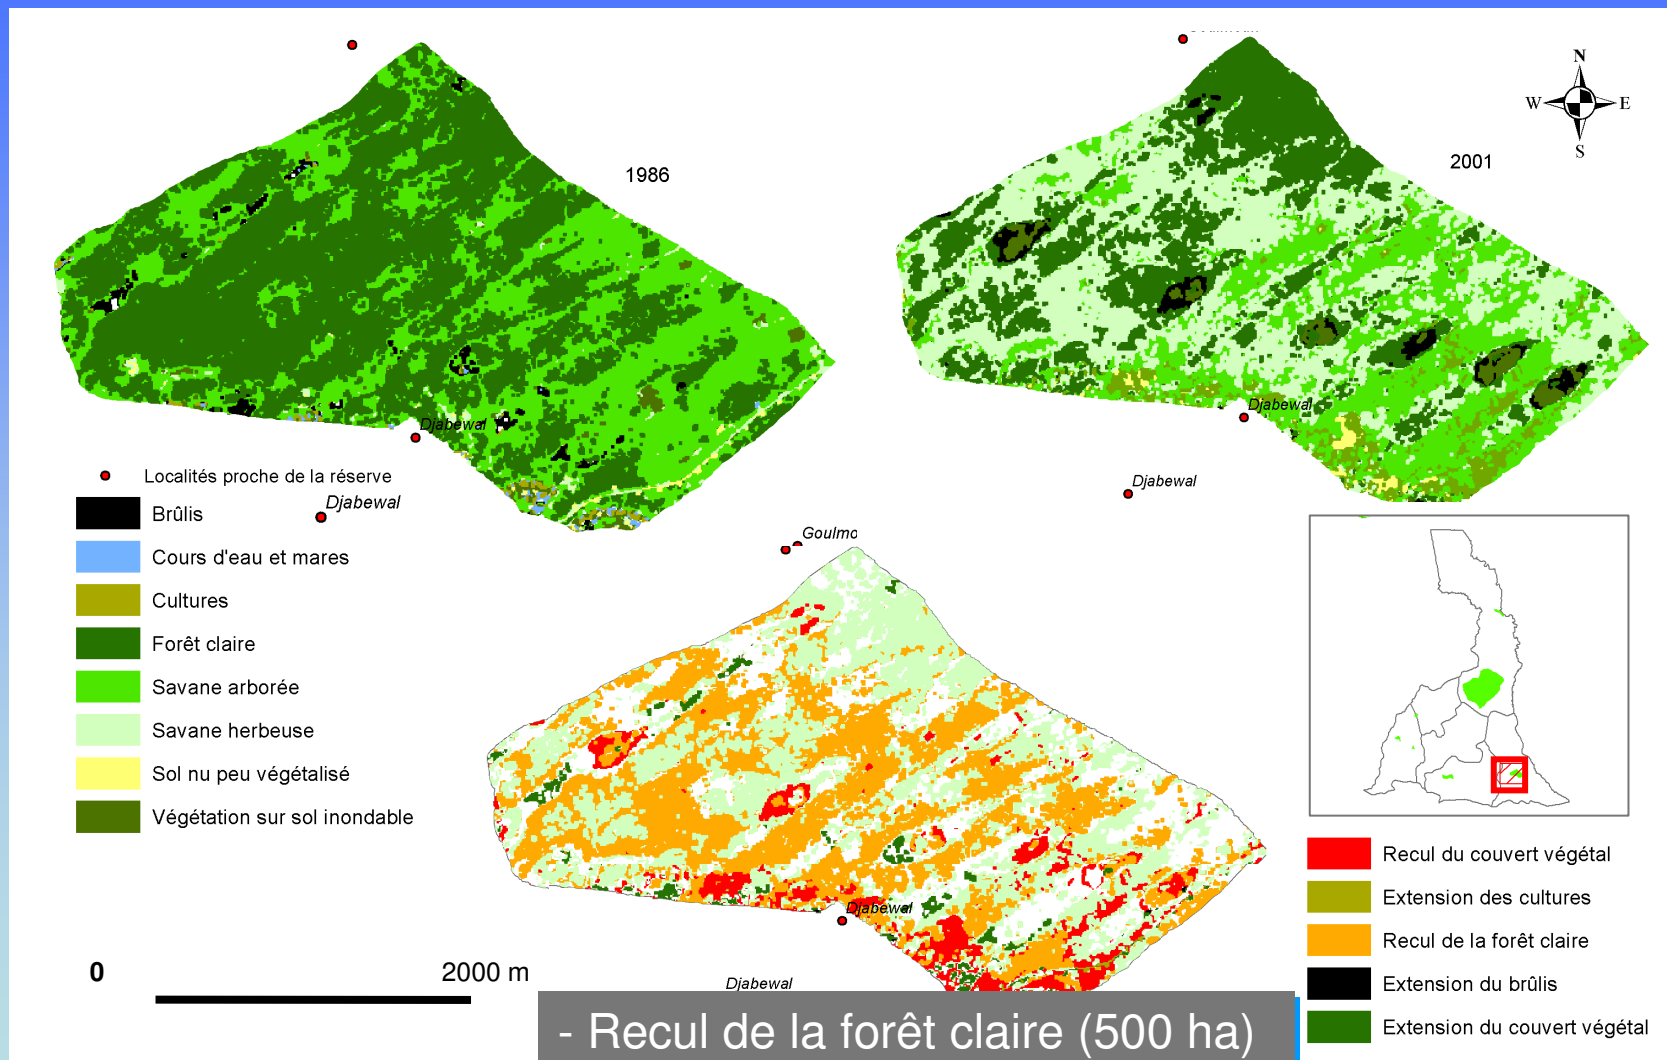 N
W
E
S
1986
2001
Djabewal
Djabewal
Localités proche de la réserve
Djabewal
Djabewal
Brûlis
Cours d'eau et mares
Cultures
Forêt claire
Savane arborée
Savane herbeuse
Sol nu peu végétalisé
Végétation sur sol inondable
Goulmo
Djabewal
Djabewal
0
2000 m
Recul du couvert végétal
Extension des cultures
Recul de la forêt claire
Extension du brûlis
Extension du couvert végétal
- Recul de la forêt claire (500 ha)